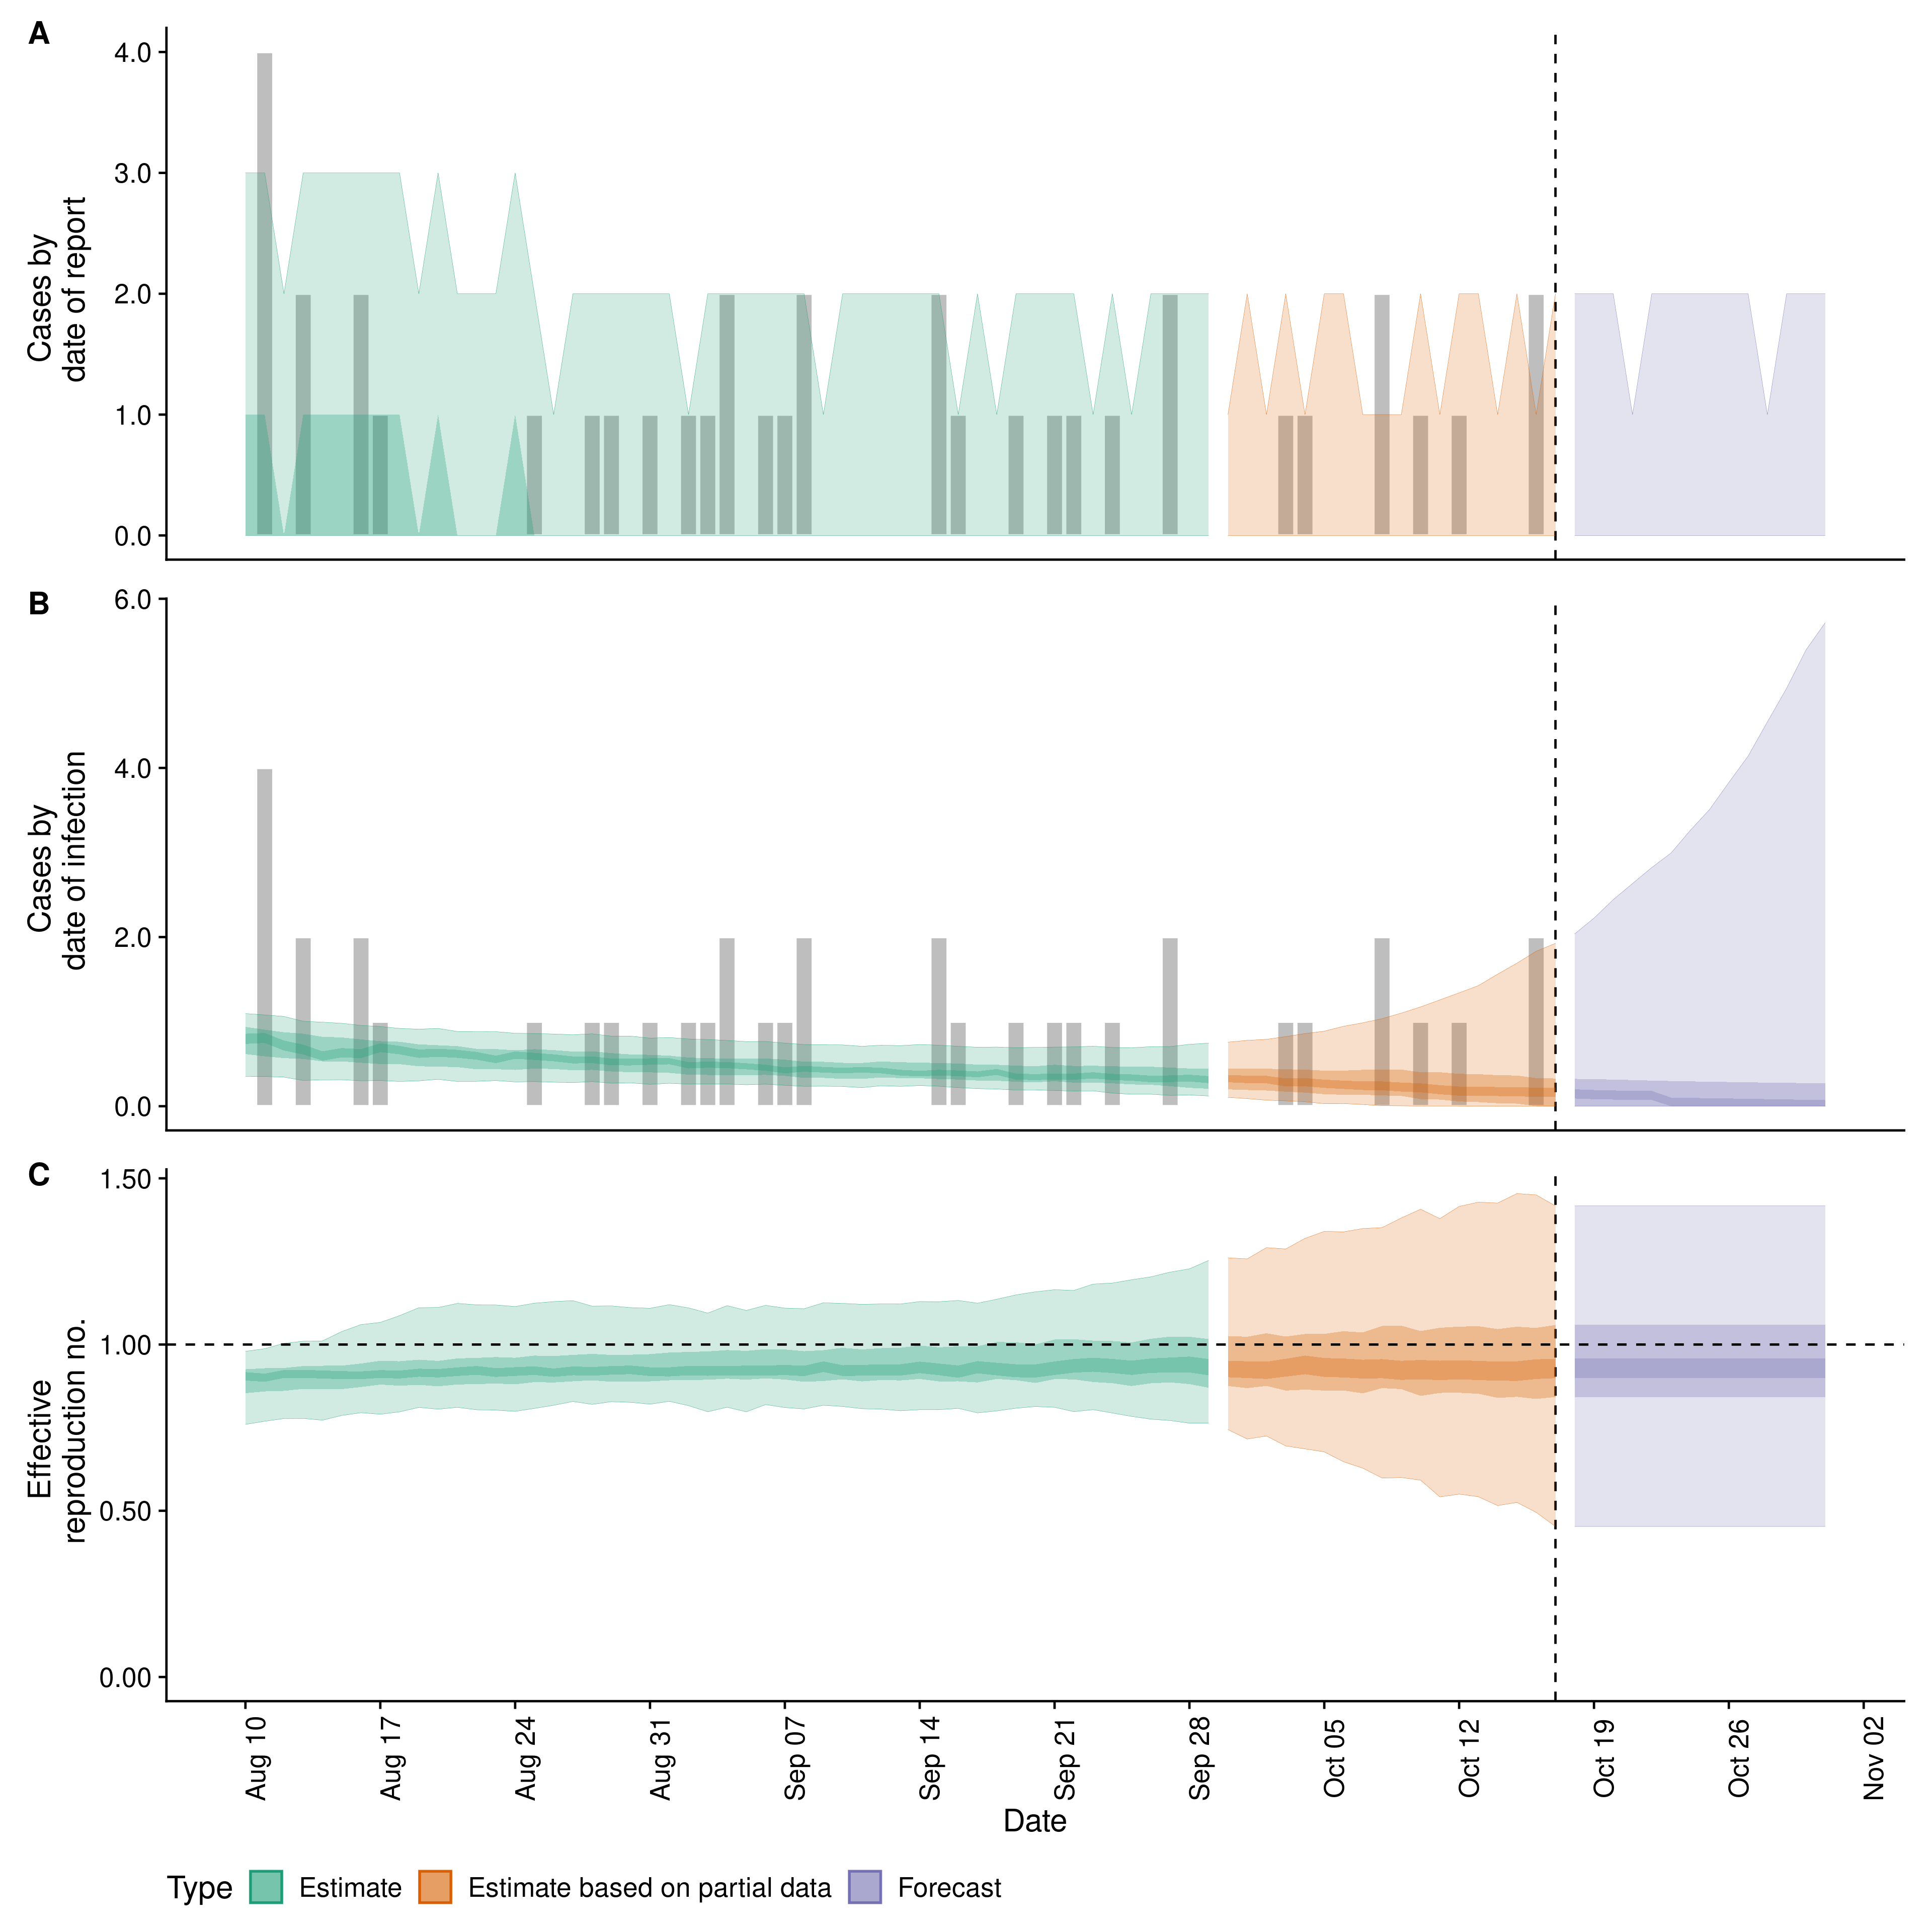 A
4.0
3.0
2.0
1.0
0.0
Cases by
date of report
B
6.0
4.0
2.0
0.0
Cases by
date of infection
C
1.50
1.00
0.50
0.00
Effective
reproduction no.
Aug 10
Aug 17
Aug 24
Aug 31
Sep 07
Sep 14
Sep 21
Sep 28
Oct 05
Oct 12
Oct 19
Oct 26
Nov 02
Date
Type Estimate Estimate based on partial data Forecast